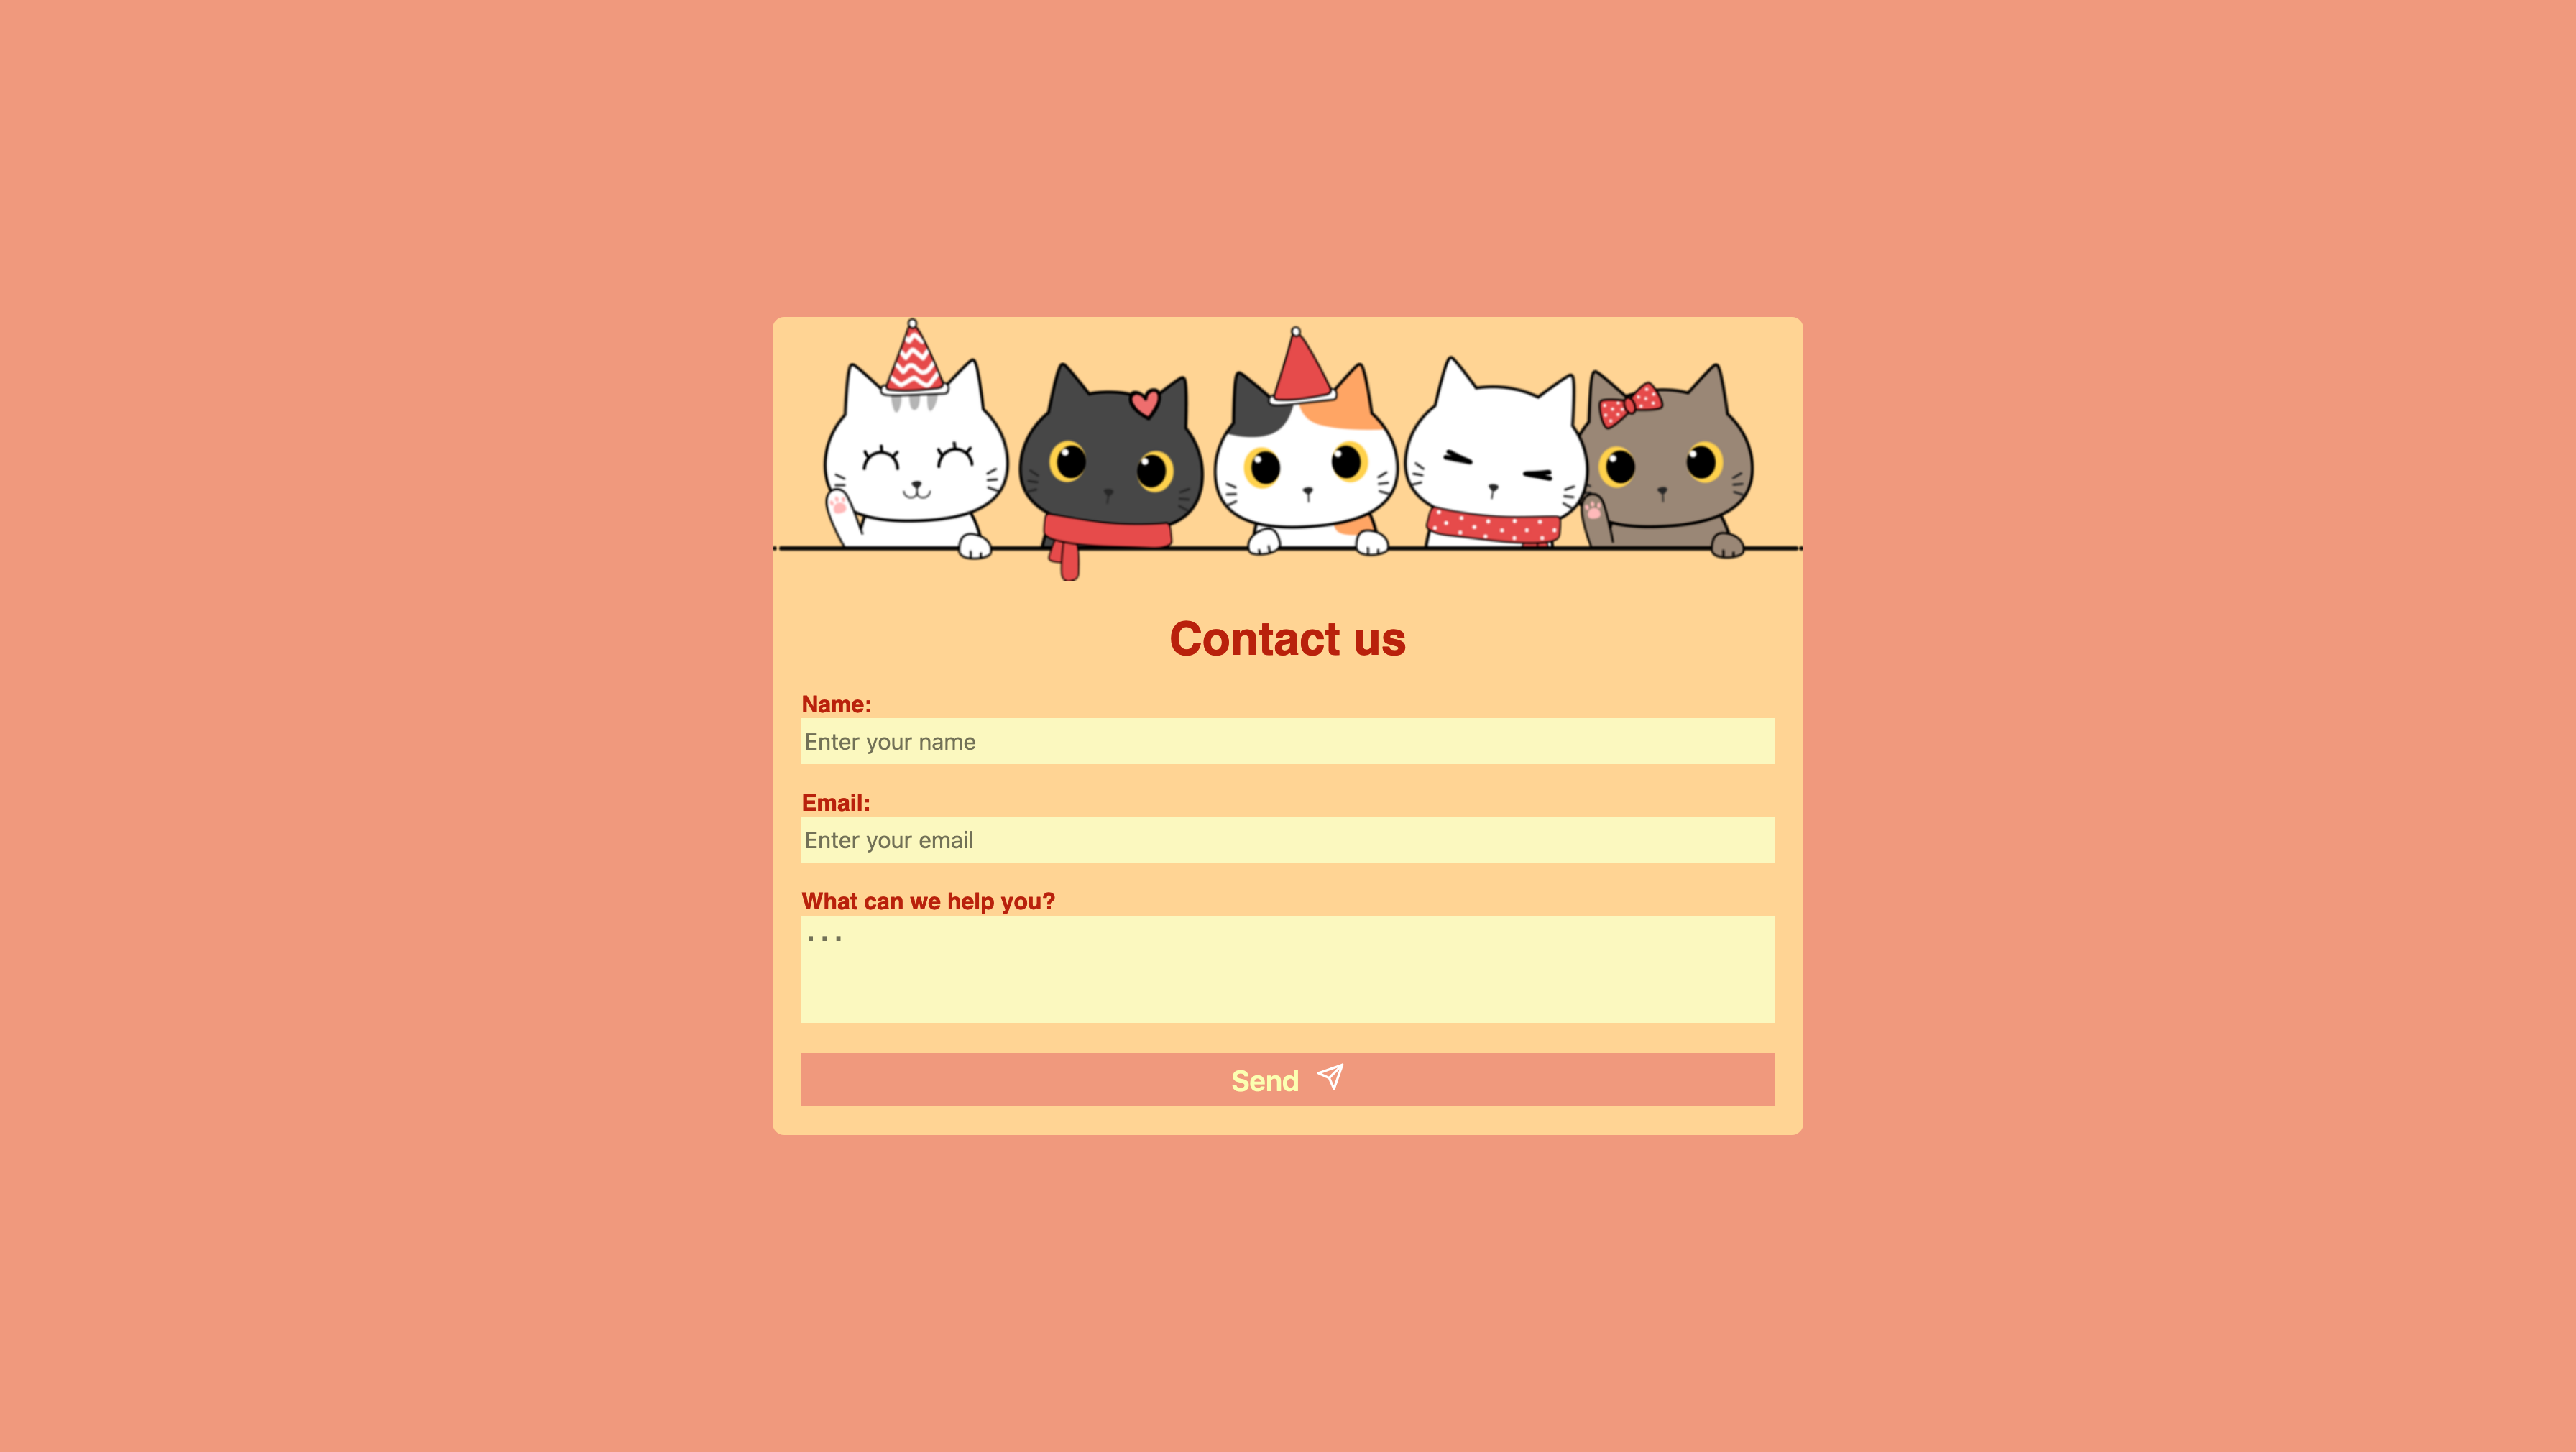 Contact us
Name:
Enter your name
Email:
Enter your email
What can we help you?
...
Send